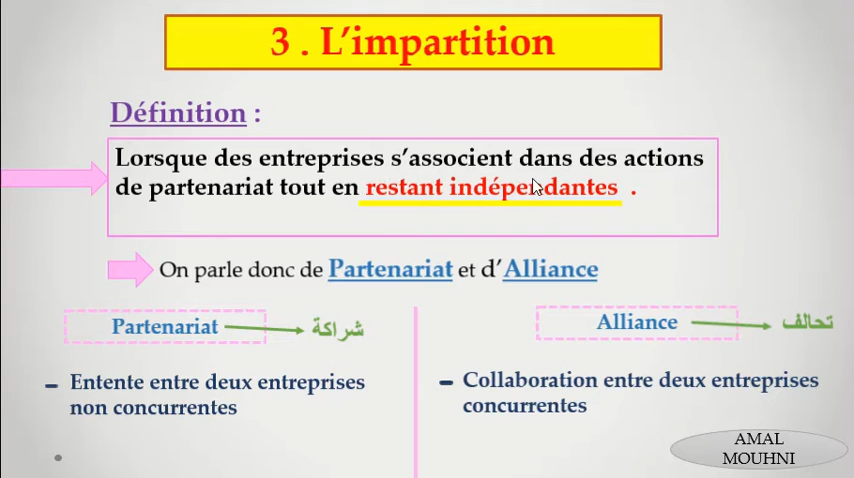 3 . L’impartition
Définition :
Lorsque des entreprises s’associent dans des actions
de partenariat tout en restant indépendantes .
On parle donc de Partenariat et d’Alliance
Partenariat
شراكة
- Entente entre deux entreprises
non concurrentes
Alliance
تحالف
- Collaboration entre deux entreprises
concurrentes
AMAL
MOUHNI